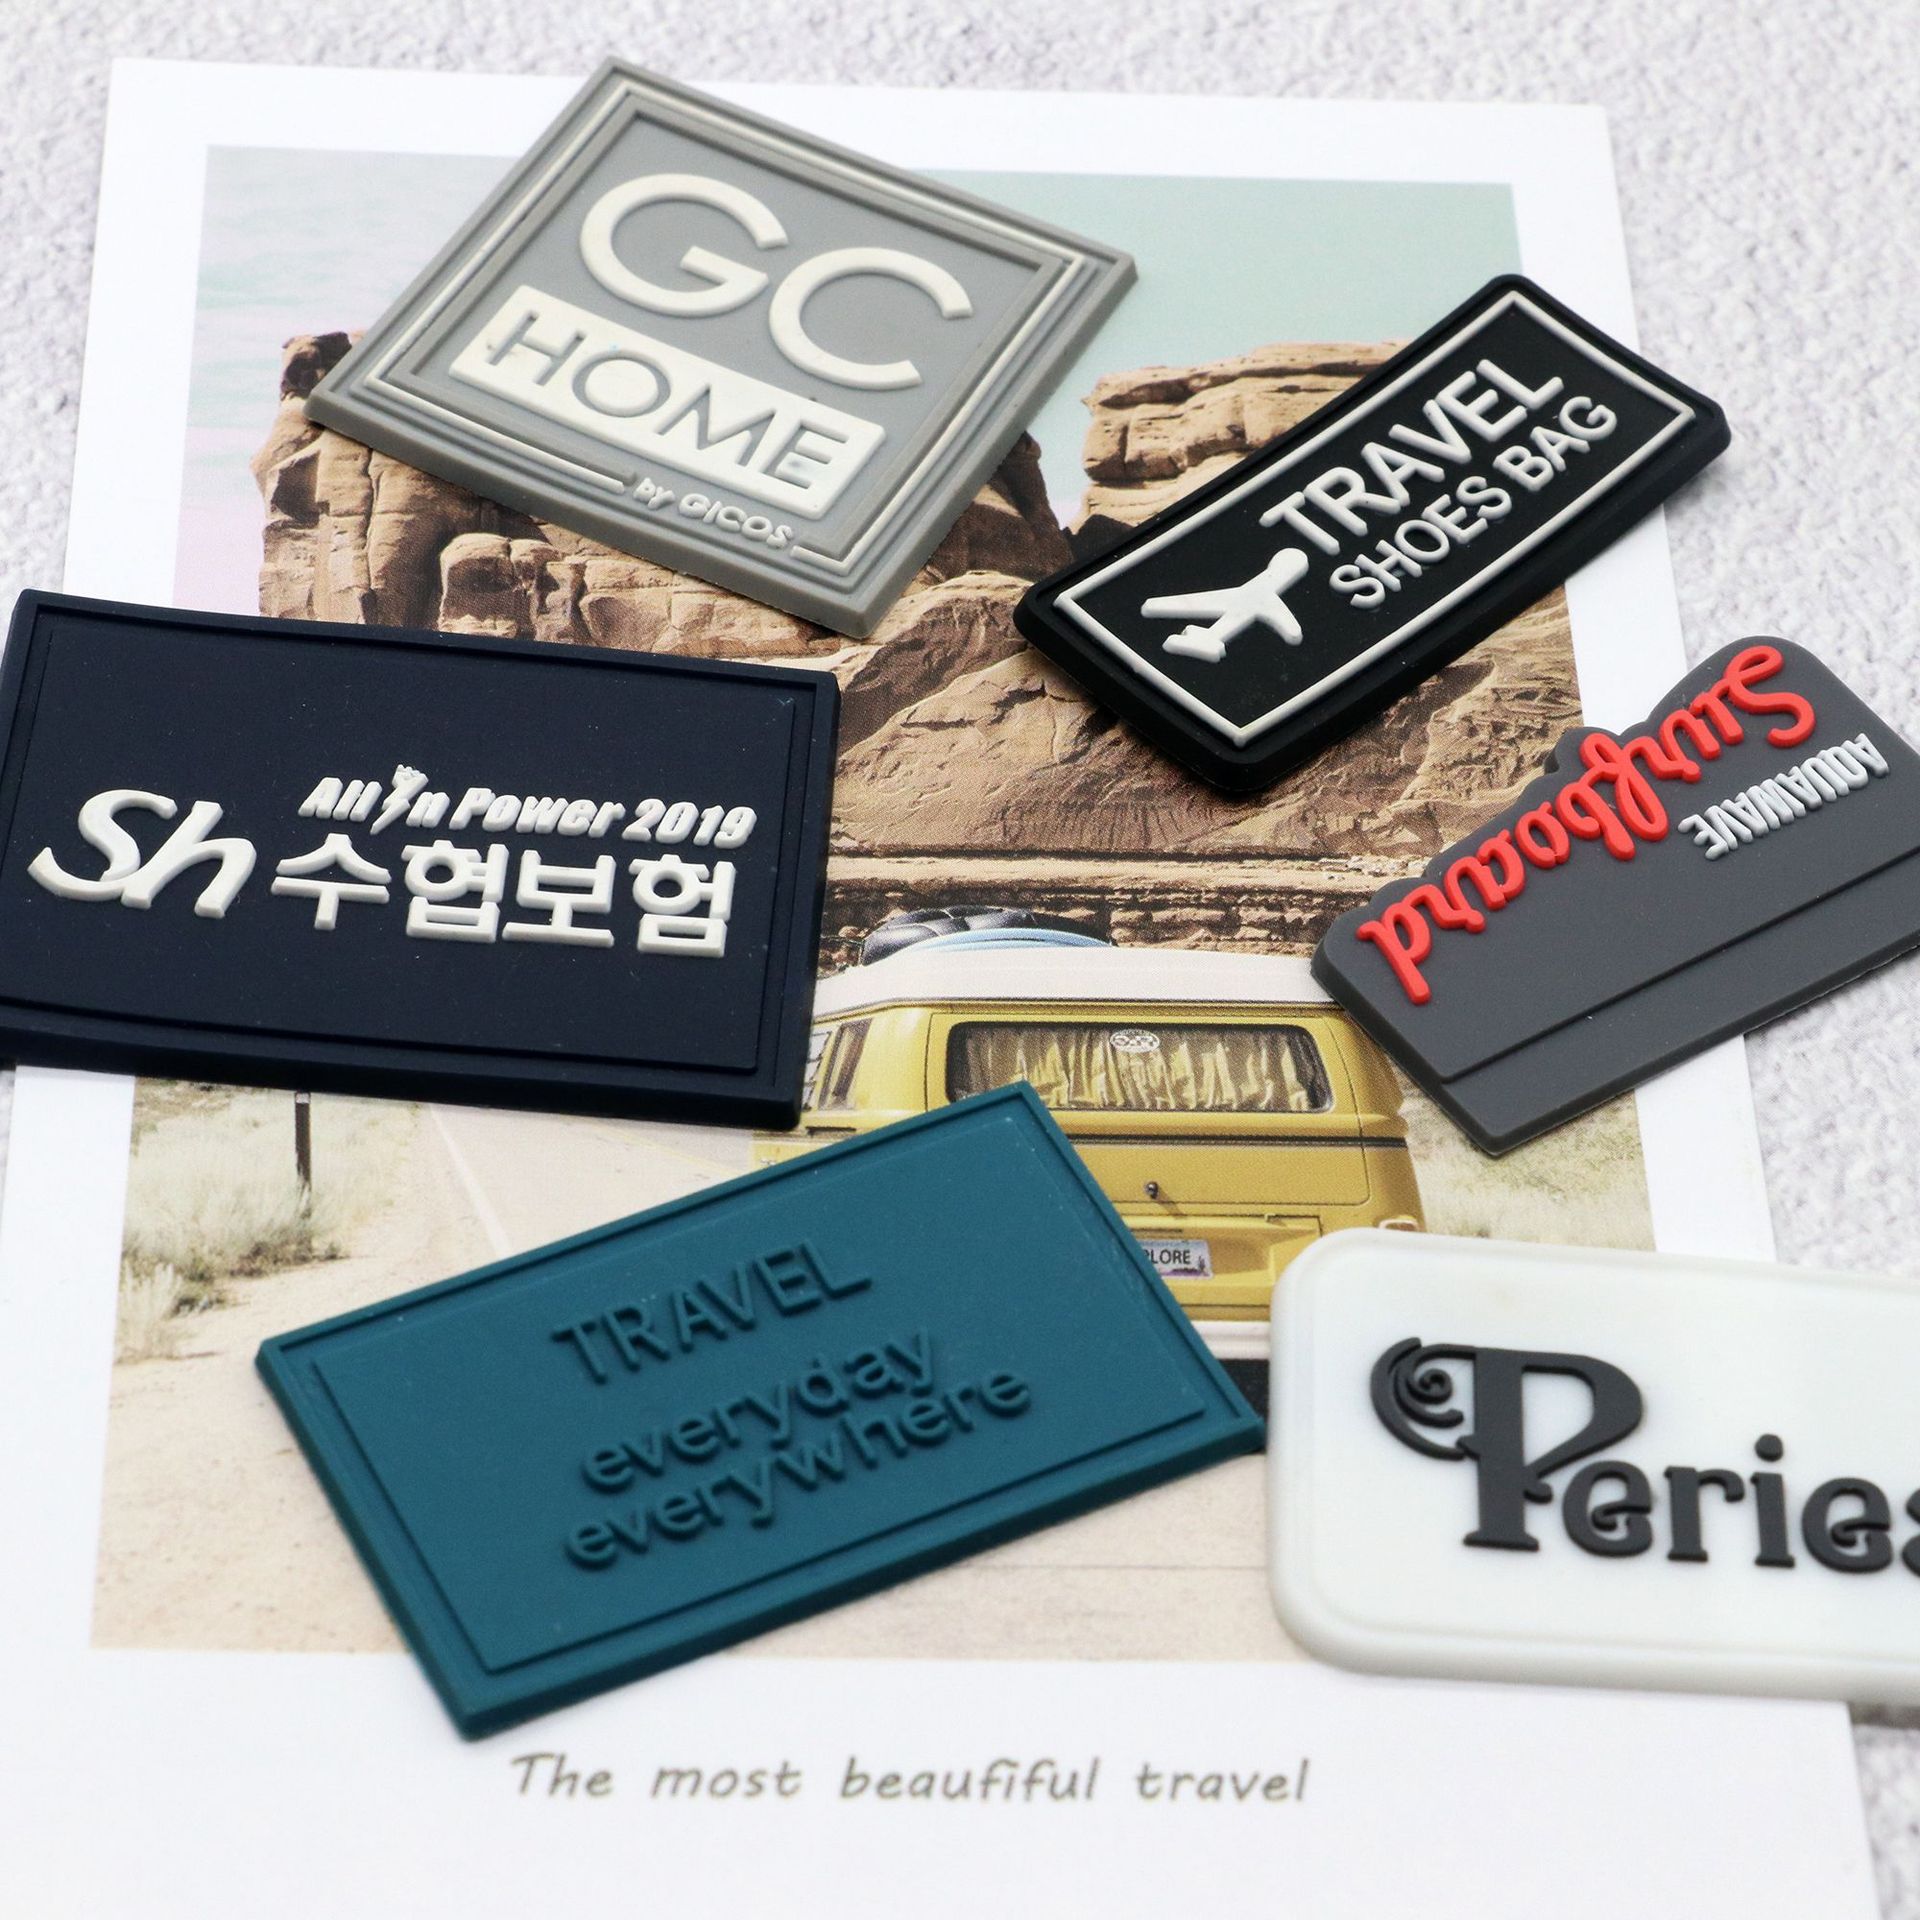 GC
HOME
by GICOS
TRAVEL
SHOES BAG
Sh
All in Power 2019
수협보험
Surfboard
AQUAWAVE
PLORE
TRAVEL
everyday
everywhere
Peries
The most beaufiful travel